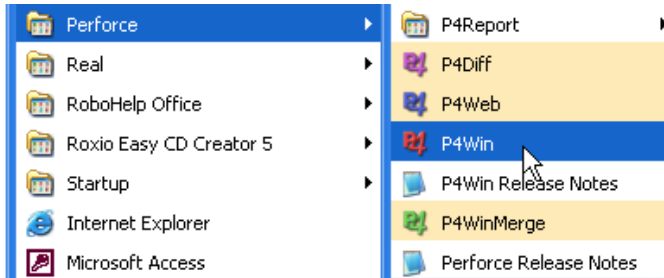 Perforce
Real
RoboHelp Office
Roxio Easy CD Creator 5
Startup
Internet Explorer
Microsoft Access
P4Report
P4Diff
P4Web
P4Win
P4Win Release Notes
P4WinMerge
Perforce Release Notes